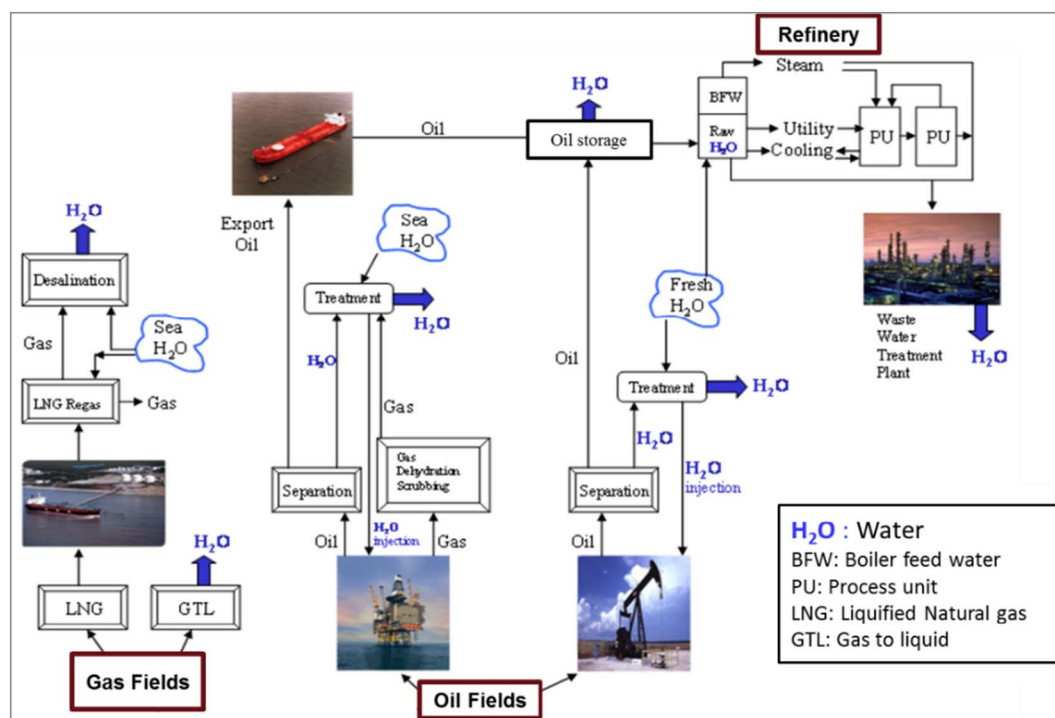 Refinery
Steam
H₂O
BFW
Oil
Oil storage
Raw
H₂O
Utility
Cooling
PU
PU
Export
Oil
Sea
H₂O
H₂O
Desalination
Treatment
H₂O
Fresh
H₂O
Waste
Water
Treatment
Plant
H₂O
Gas
Sea
H₂O
H₂O
Gas
Oil
LNG Regas
Gas
Treatment
H₂O
H₂O
Gas
Dehydration
Scrubbing
Separation
H₂O
injection
Oil
Gas
Separation
H₂O
injection
Oil
H₂O
LNG
GTL
Gas Fields
Oil Fields
H₂O : Water
BFW: Boiler feed water
PU: Process unit
LNG: Liquified Natural gas
GTL: Gas to liquid